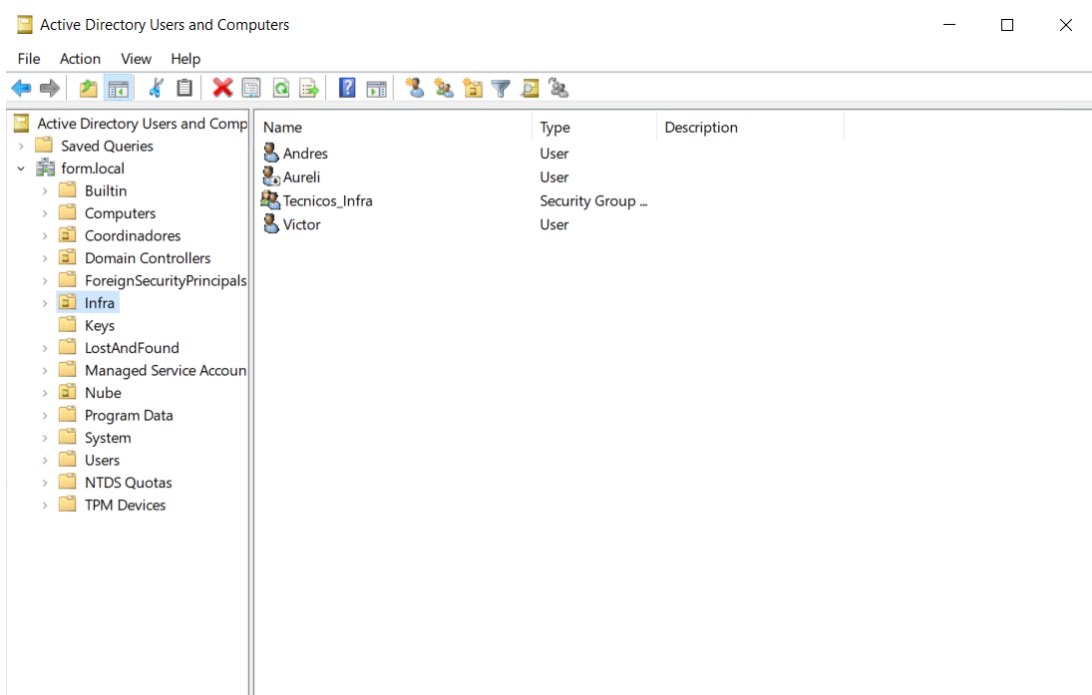 Active Directory Users and Computers
File Action View Help
Active Directory Users and Comp
Saved Queries
form.local
Builtin
Computers
Coordinadores
Domain Controllers
ForeignSecurityPrincipals
Infra
Keys
LostAndFound
Managed Service Accoun
Nube
Program Data
System
Users
NTDS Quotas
TPM Devices
Name Type Description
Andres User
Aureli User
Tecnicos_Infra Security Group ...
Victor User